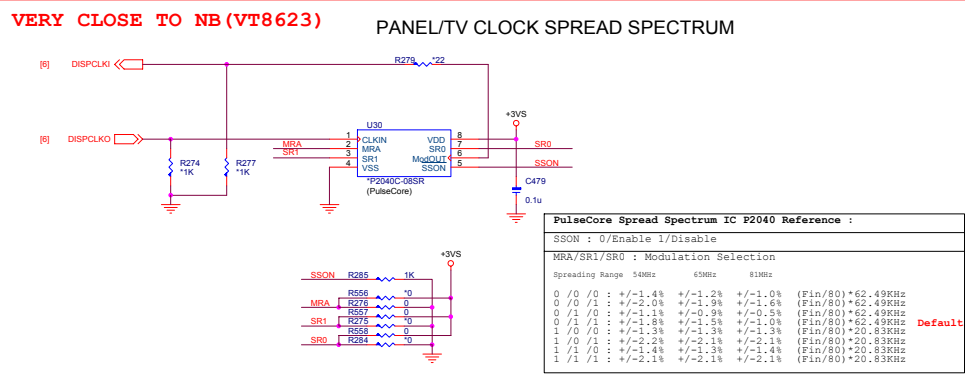 VERY CLOSE TO NB(VT8623)
PANEL/TV CLOCK SPREAD SPECTRUM
[6] DISPCLKI
R279 *22
[6] DISPCLKO
+3VS
U30
1 CLKIN VDD 8
MRA 2 MRA SR0 7 SR0
SR1 3 SR1 ModOUT 6
4 VSS SSON 5 SSON
*P2040C-08SR
(PulseCore)
R274
*1K
R277
*1K
C479
0.1u
+3VS
SSON R285 1K
R556 *0
MRA R276 0
R557 0
SR1 R275 *0
R558 0
SR0 R284 *0
PulseCore Spread Spectrum IC P2040 Reference :
SSON : 0/Enable 1/Disable
MRA/SR1/SR0 : Modulation Selection
Spreading Range 54MHz 65MHz 81MHz
0 /0 /0 : +/-1.4% +/-1.2% +/-1.0% (Fin/80)*62.49KHz
0 /0 /1 : +/-2.0% +/-1.9% +/-1.6% (Fin/80)*62.49KHz
0 /1 /0 : +/-1.1% +/-0.9% +/-0.5% (Fin/80)*62.49KHz
0 /1 /1 : +/-1.8% +/-1.5% +/-1.0% (Fin/80)*62.49KHz Default
1 /0 /0 : +/-1.3% +/-1.3% +/-1.3% (Fin/80)*20.83KHz
1 /0 /1 : +/-2.2% +/-2.1% +/-2.2% (Fin/80)*20.83KHz
1 /1 /0 : +/-1.4% +/-1.3% +/-1.4% (Fin/80)*20.83KHz
1 /1 /1 : +/-2.1% +/-2.1% +/-2.1% (Fin/80)*20.83KHz